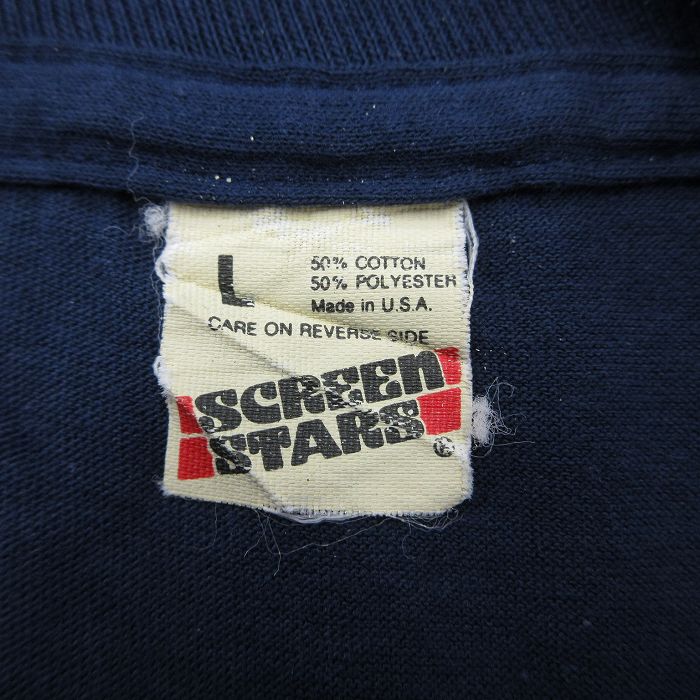 L
50% COTTON
50% POLYESTER
Made in U.S.A.
CARE ON REVERSE SIDE
SCREEN
STARS®